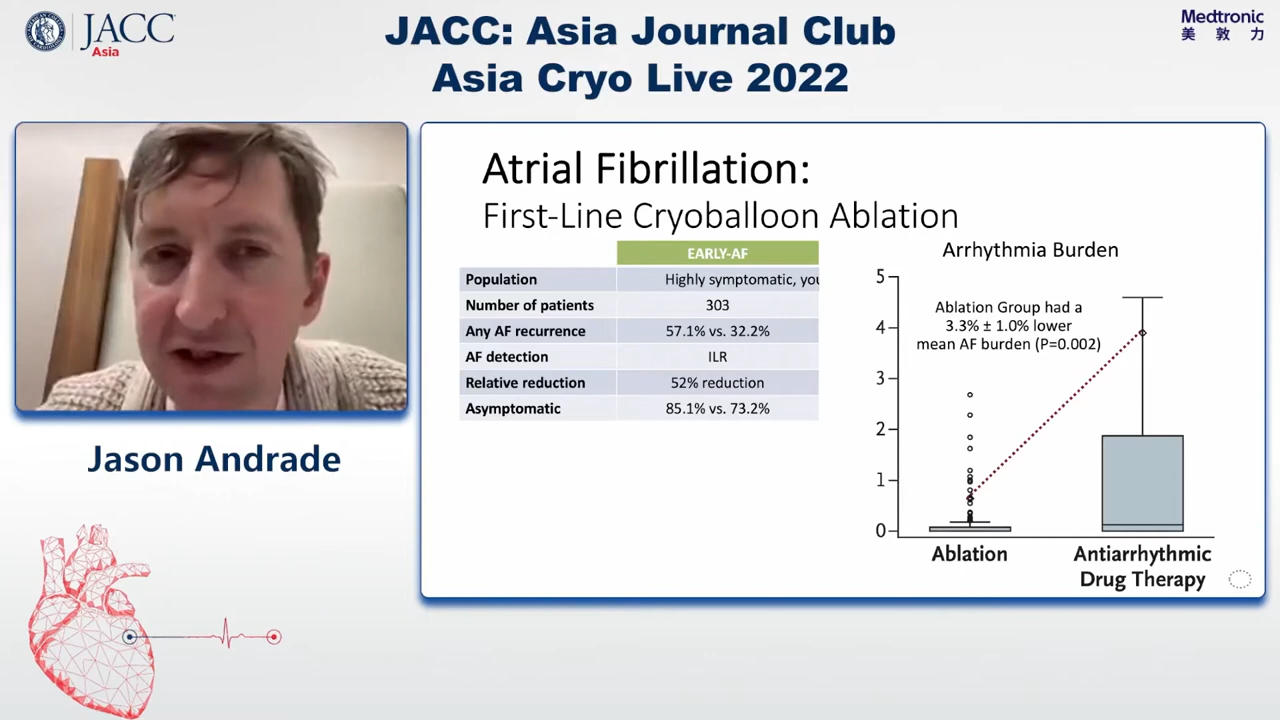 JACC
Asia
JACC: Asia Journal Club
Asia Cryo Live 2022
Medtronic
美 敦 力
Jason Andrade
Atrial Fibrillation:
First-Line Cryoballoon Ablation
EARLY-AF
Population Highly symptomatic, you
Number of patients 303
Any AF recurrence 57.1% vs. 32.2%
AF detection ILR
Relative reduction 52% reduction
Asymptomatic 85.1% vs. 73.2%
Arrhythmia Burden
Ablation Group had a
3.3% ± 1.0% lower
mean AF burden (P=0.002)
5
4
3
2
1
0
Ablation
Antiarrhythmic
Drug Therapy